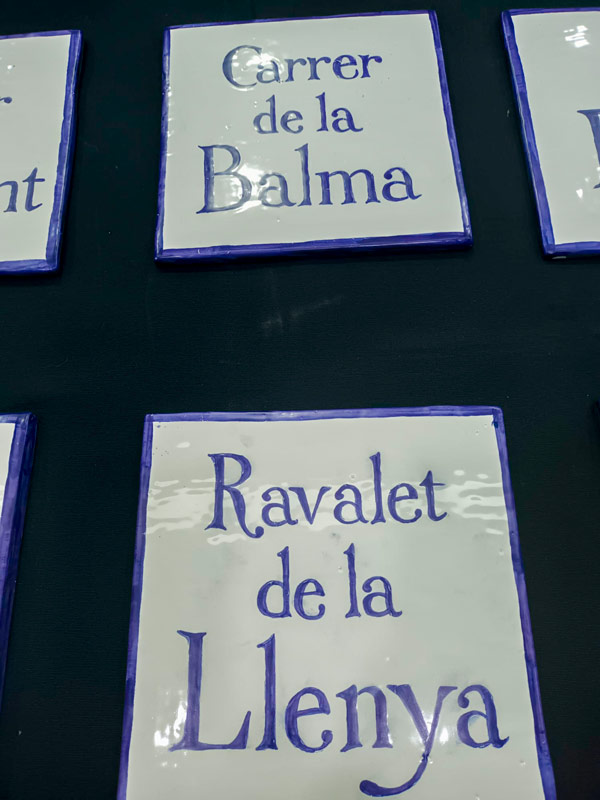 Carrer
de la
Balma
Ravalet
de la
Llenya